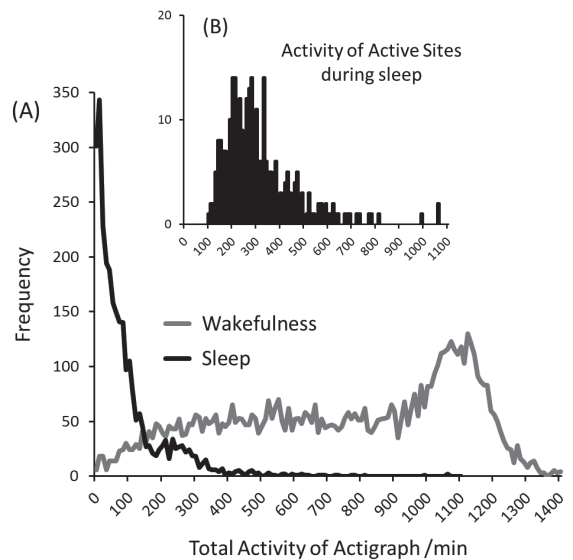 (B)
Activity of Active Sites
during sleep
20
10
0
0 100 200 300 400 500 600 700 800 900 1000 1100
(A)
Frequency
350
300
250
200
150
100
50
0
Wakefulness
Sleep
0 100 200 300 400 500 600 700 800 900 1000 1100 1200 1300 1400
Total Activity of Actigraph /min